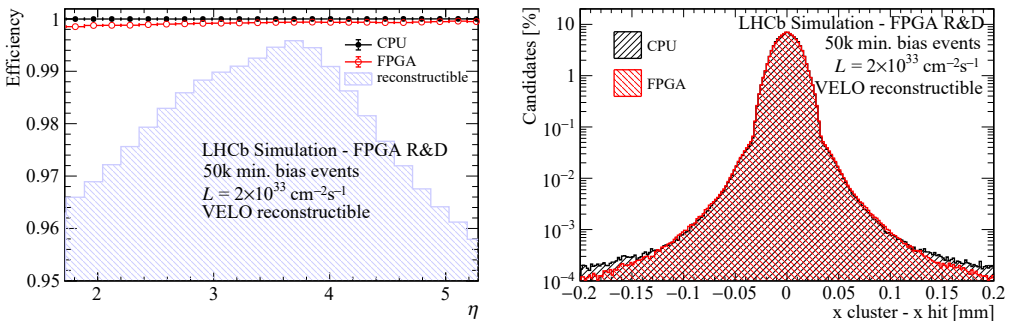 Efficiency
1
0.99
0.98
0.97
0.96
0.95
CPU
FPGA
reconstructible
LHCb Simulation - FPGA R&D
50k min. bias events
L = 2×10³³ cm⁻²s⁻¹
VELO reconstructible
2 3 4 5
η
Candidates [%]
10
1
10⁻¹
10⁻²
10⁻³
10⁻⁴
CPU
FPGA
LHCb Simulation - FPGA R&D
50k min. bias events
L = 2×10³³ cm⁻²s⁻¹
VELO reconstructible
−0.2 −0.15 −0.1 −0.05 0 0.05 0.1 0.15 0.2
x cluster - x hit [mm]